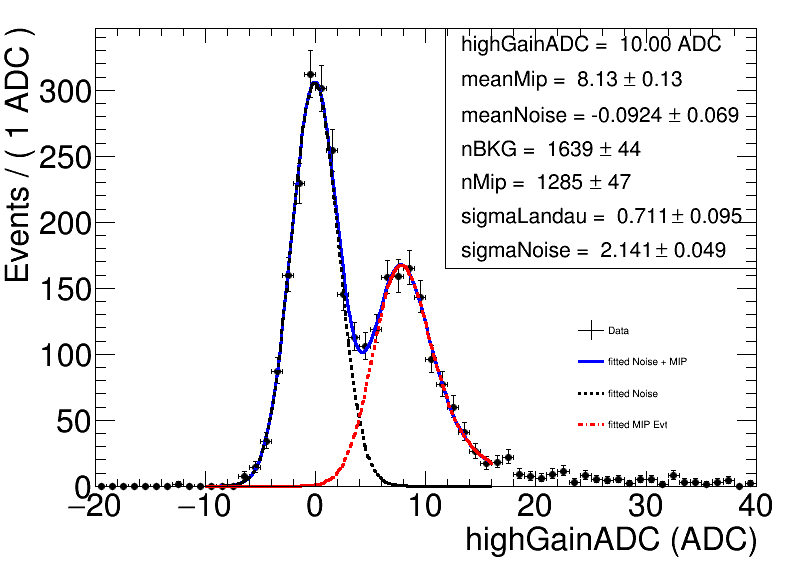 Events / ( 1 ADC )
300
250
200
150
100
50
0
−20
−10
0
10
20
30
40
highGainADC (ADC)
highGainADC = 10.00 ADC
meanMip = 8.13 ± 0.13
meanNoise = -0.0924 ± 0.069
nBKG = 1639 ± 44
nMip = 1285 ± 47
sigmaLandau = 0.711 ± 0.095
sigmaNoise = 2.141 ± 0.049
Data
fitted Noise + MIP
fitted Noise
fitted MIP Evt